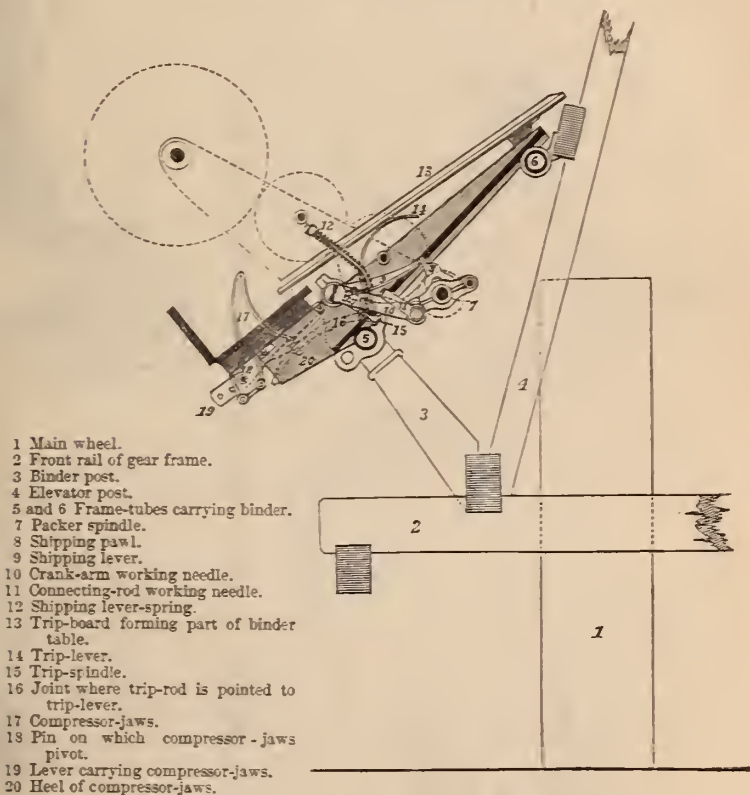 13
6
12
14
7
17
16
15
5
20
18
19
3
4
2
1
1 Main wheel.
2 Front rail of gear frame.
3 Binder post.
4 Elevator post.
5 and 6 Frame-tubes carrying binder.
7 Packer spindle.
8 Shipping pawl.
9 Shipping lever.
10 Crank-arm working needle.
11 Connecting-rod working needle.
12 Shipping lever-spring.
13 Trip-board forming part of binder
table.
14 Trip-lever.
15 Trip-spindle.
16 Joint where trip-rod is pointed to
trip-lever.
17 Compressor-jaws.
18 Pin on which compressor-jaws
pivot.
19 Lever carrying compressor-jaws.
20 Heel of compressor-jaws.